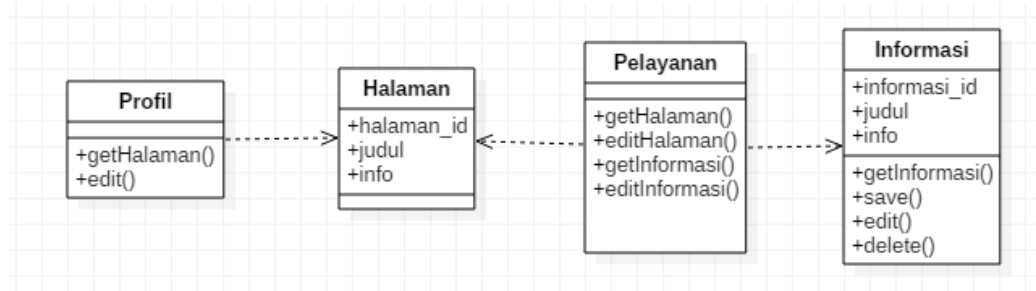 Profil
+getHalaman()
+edit()
Halaman
+halaman_id
+judul
+info
Pelayanan
+getHalaman()
+editHalaman()
+getInformasi()
+editInformasi()
Informasi
+informasi_id
+judul
+info
+getInformasi()
+save()
+edit()
+delete()